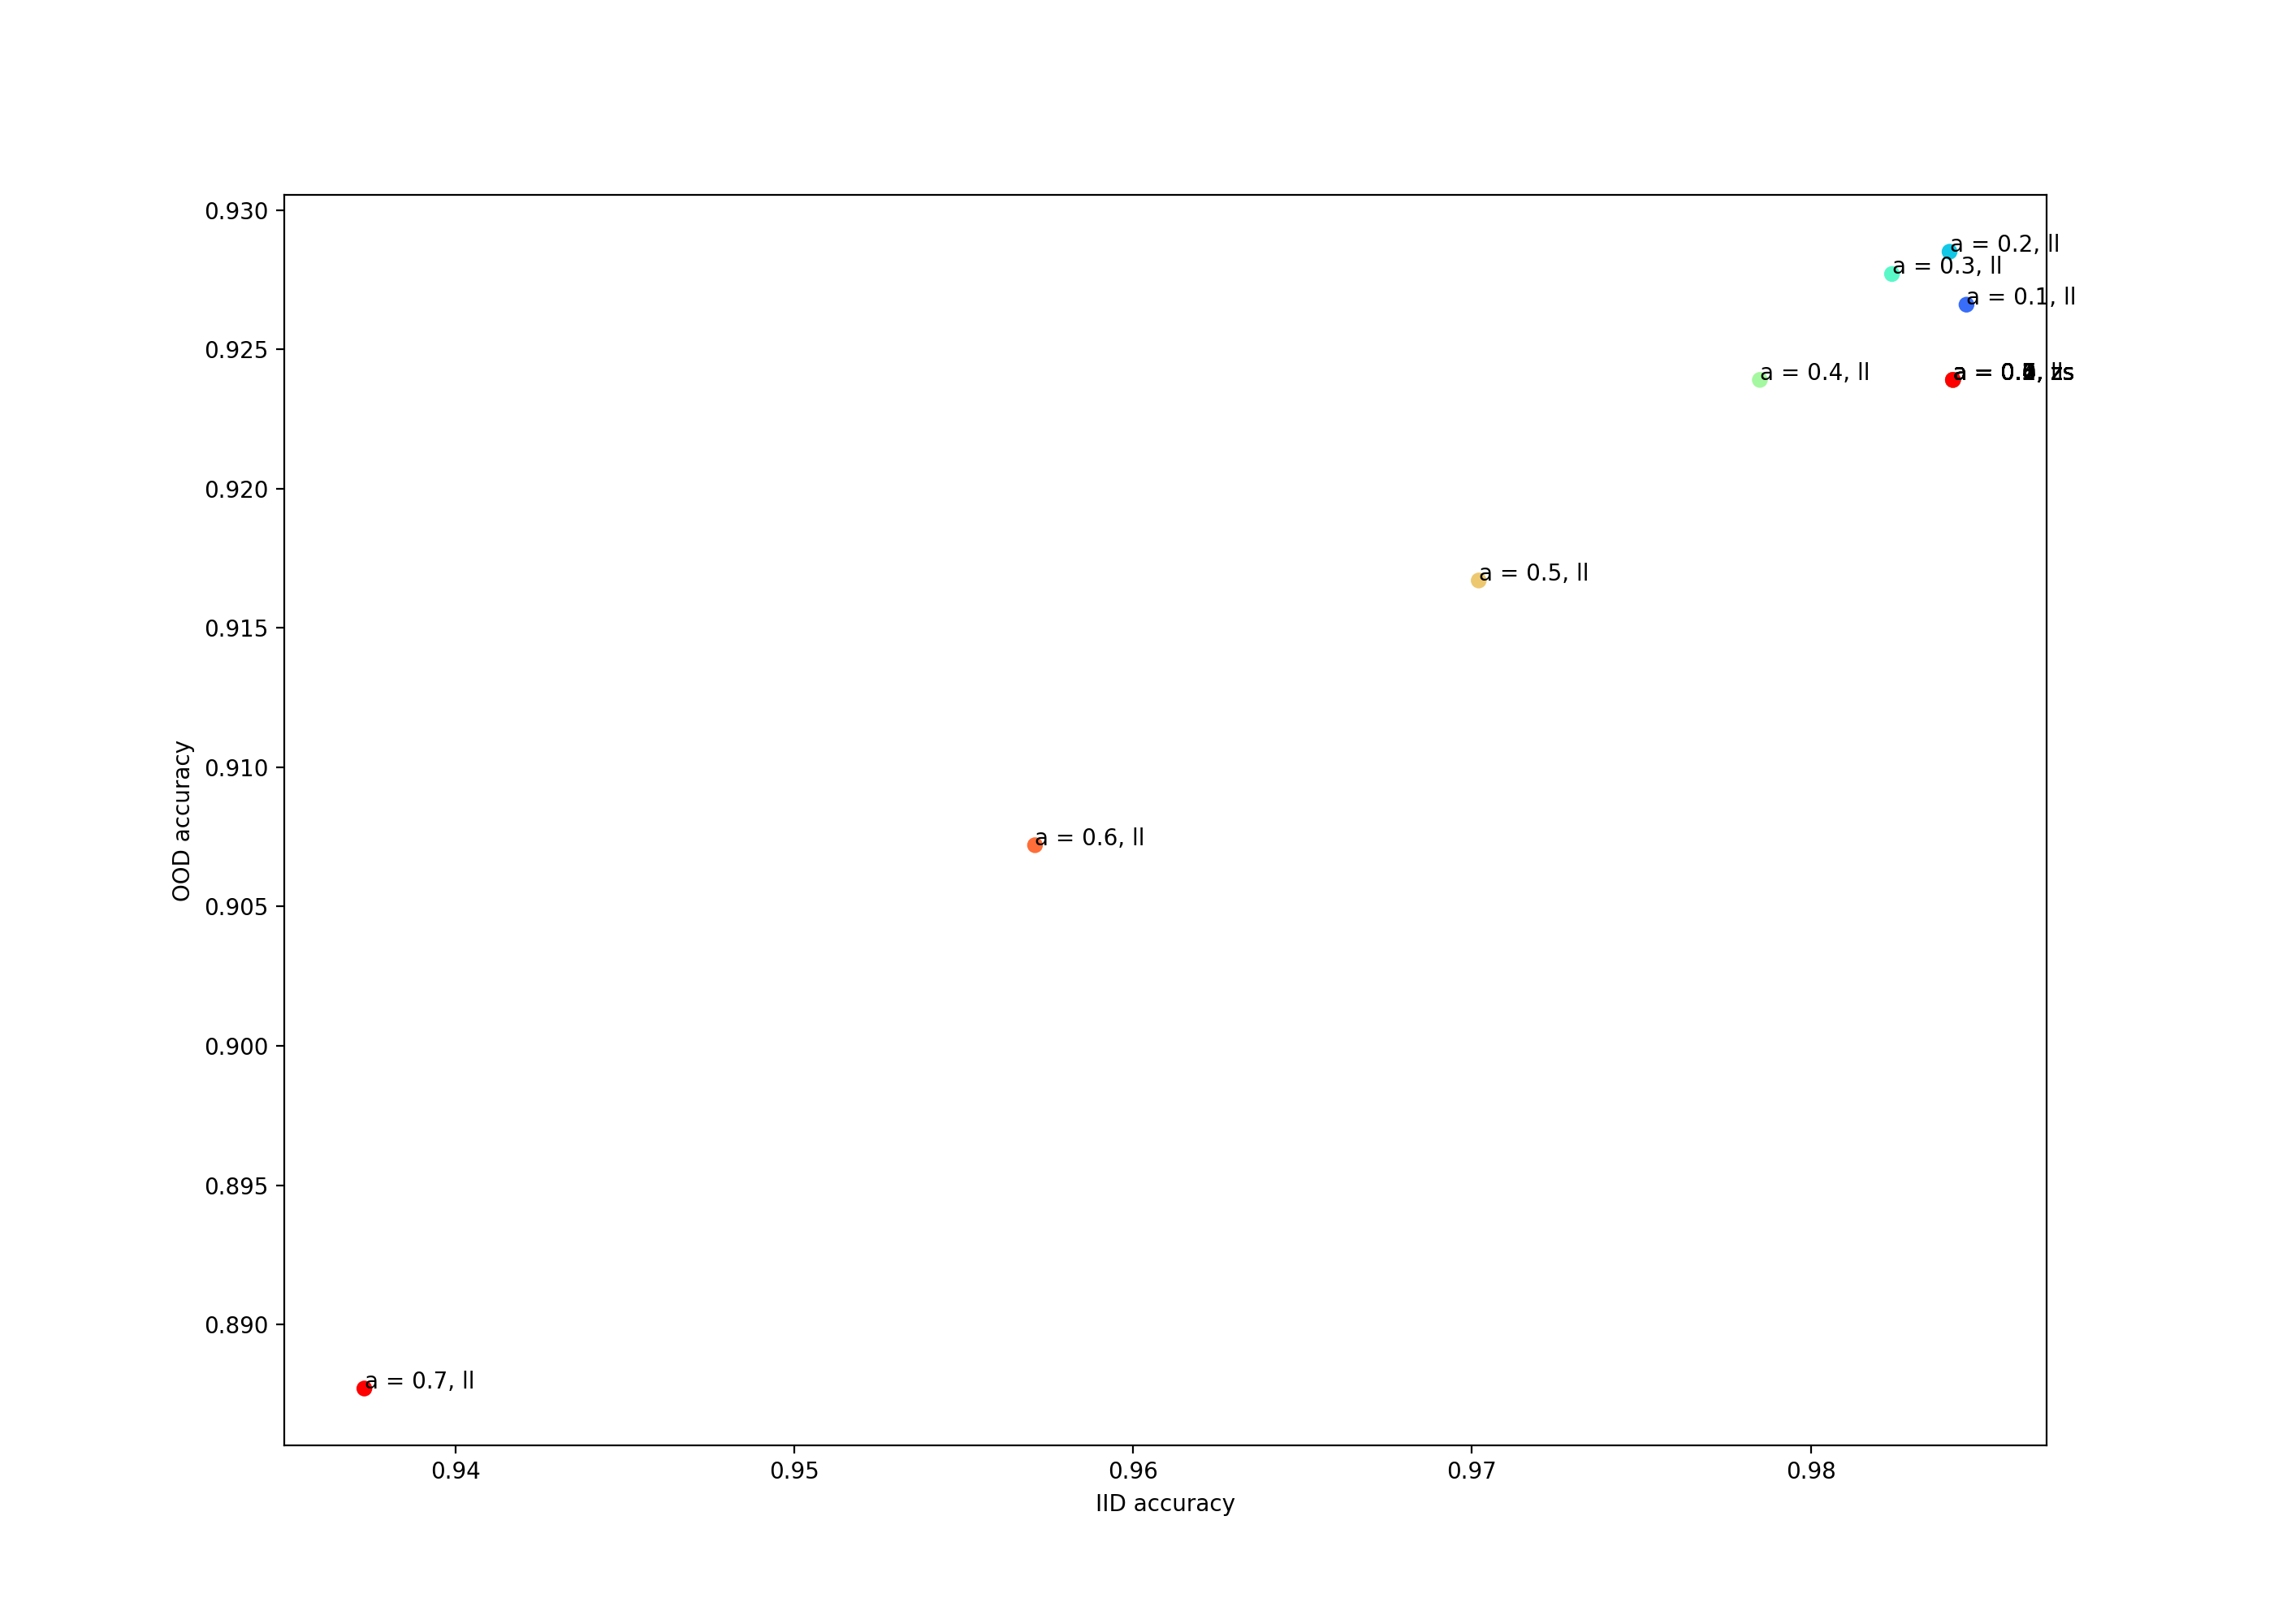 0.930
a = 0.2, ll
a = 0.3, ll
a = 0.1, ll
0.925
a = 0.4, ll
0.920
a = 0.5, ll
0.915
0.910
a = 0.6, ll
OOD accuracy
0.905
0.900
0.895
0.890
a = 0.7, ll
0.94 0.95 0.96 0.97 0.98
IID accuracy